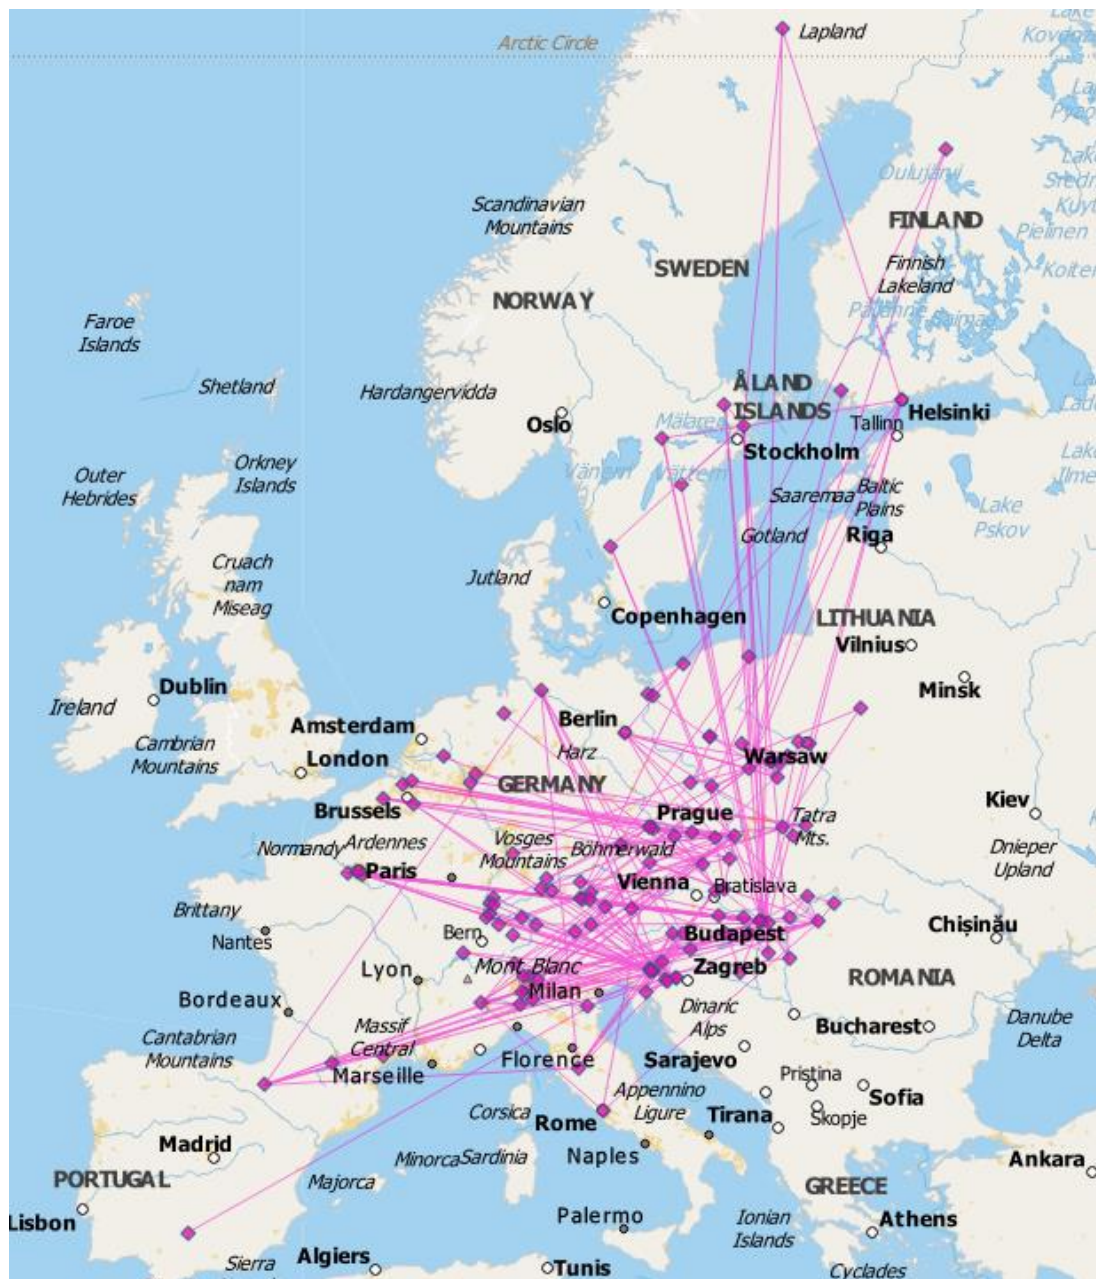 Arctic Circle
Lapland
Oulujärvi
FINLAND
Finnish
Lakeland
Scandinavian
Mountains
SWEDEN
NORWAY
Pielinen
Faroe
Islands
Shetland
Hardangervidda
ÅLAND
ISLANDS
Oslo
Helsinki
Tallinn
Stockholm
Outer
Hebrides
Orkney
Islands
Saaremaa
Baltic
Plains
Lake
Pskov
Gotland
Riga
Cruach
nam
Miseag
Jutland
Copenhagen
LITHUANIA
Vilnius
Minsk
Dublin
Ireland
Amsterdam
Berlin
Cambrian
Mountains
London
Harz
Warsaw
GERMANY
Brussels
Prague
Tatra
Mts.
Kiev
Dnieper
Upland
Normandy
Ardennes
Vosges
Mountains
Böhmerwald
Paris
Vienna
Bratislava
Brittany
Nantes
Bern
Budapest
Chișinău
Lyon
Mont Blanc
Zagreb
ROMANIA
Milan
Bordeaux
Dinaric
Alps
Bucharest
Danube
Delta
Cantabrian
Mountains
Massif
Central
Marseille
Florence
Sarajevo
Pristina
Sofia
Appennino
Ligure
Corsica
Rome
Tirana
Skopje
Madrid
Minorca
Sardinia
Naples
Ankara
PORTUGAL
Majorca
GREECE
Lisbon
Palermo
Ionian
Islands
Athens
Sierra
Algiers
Tunis
Cyclades